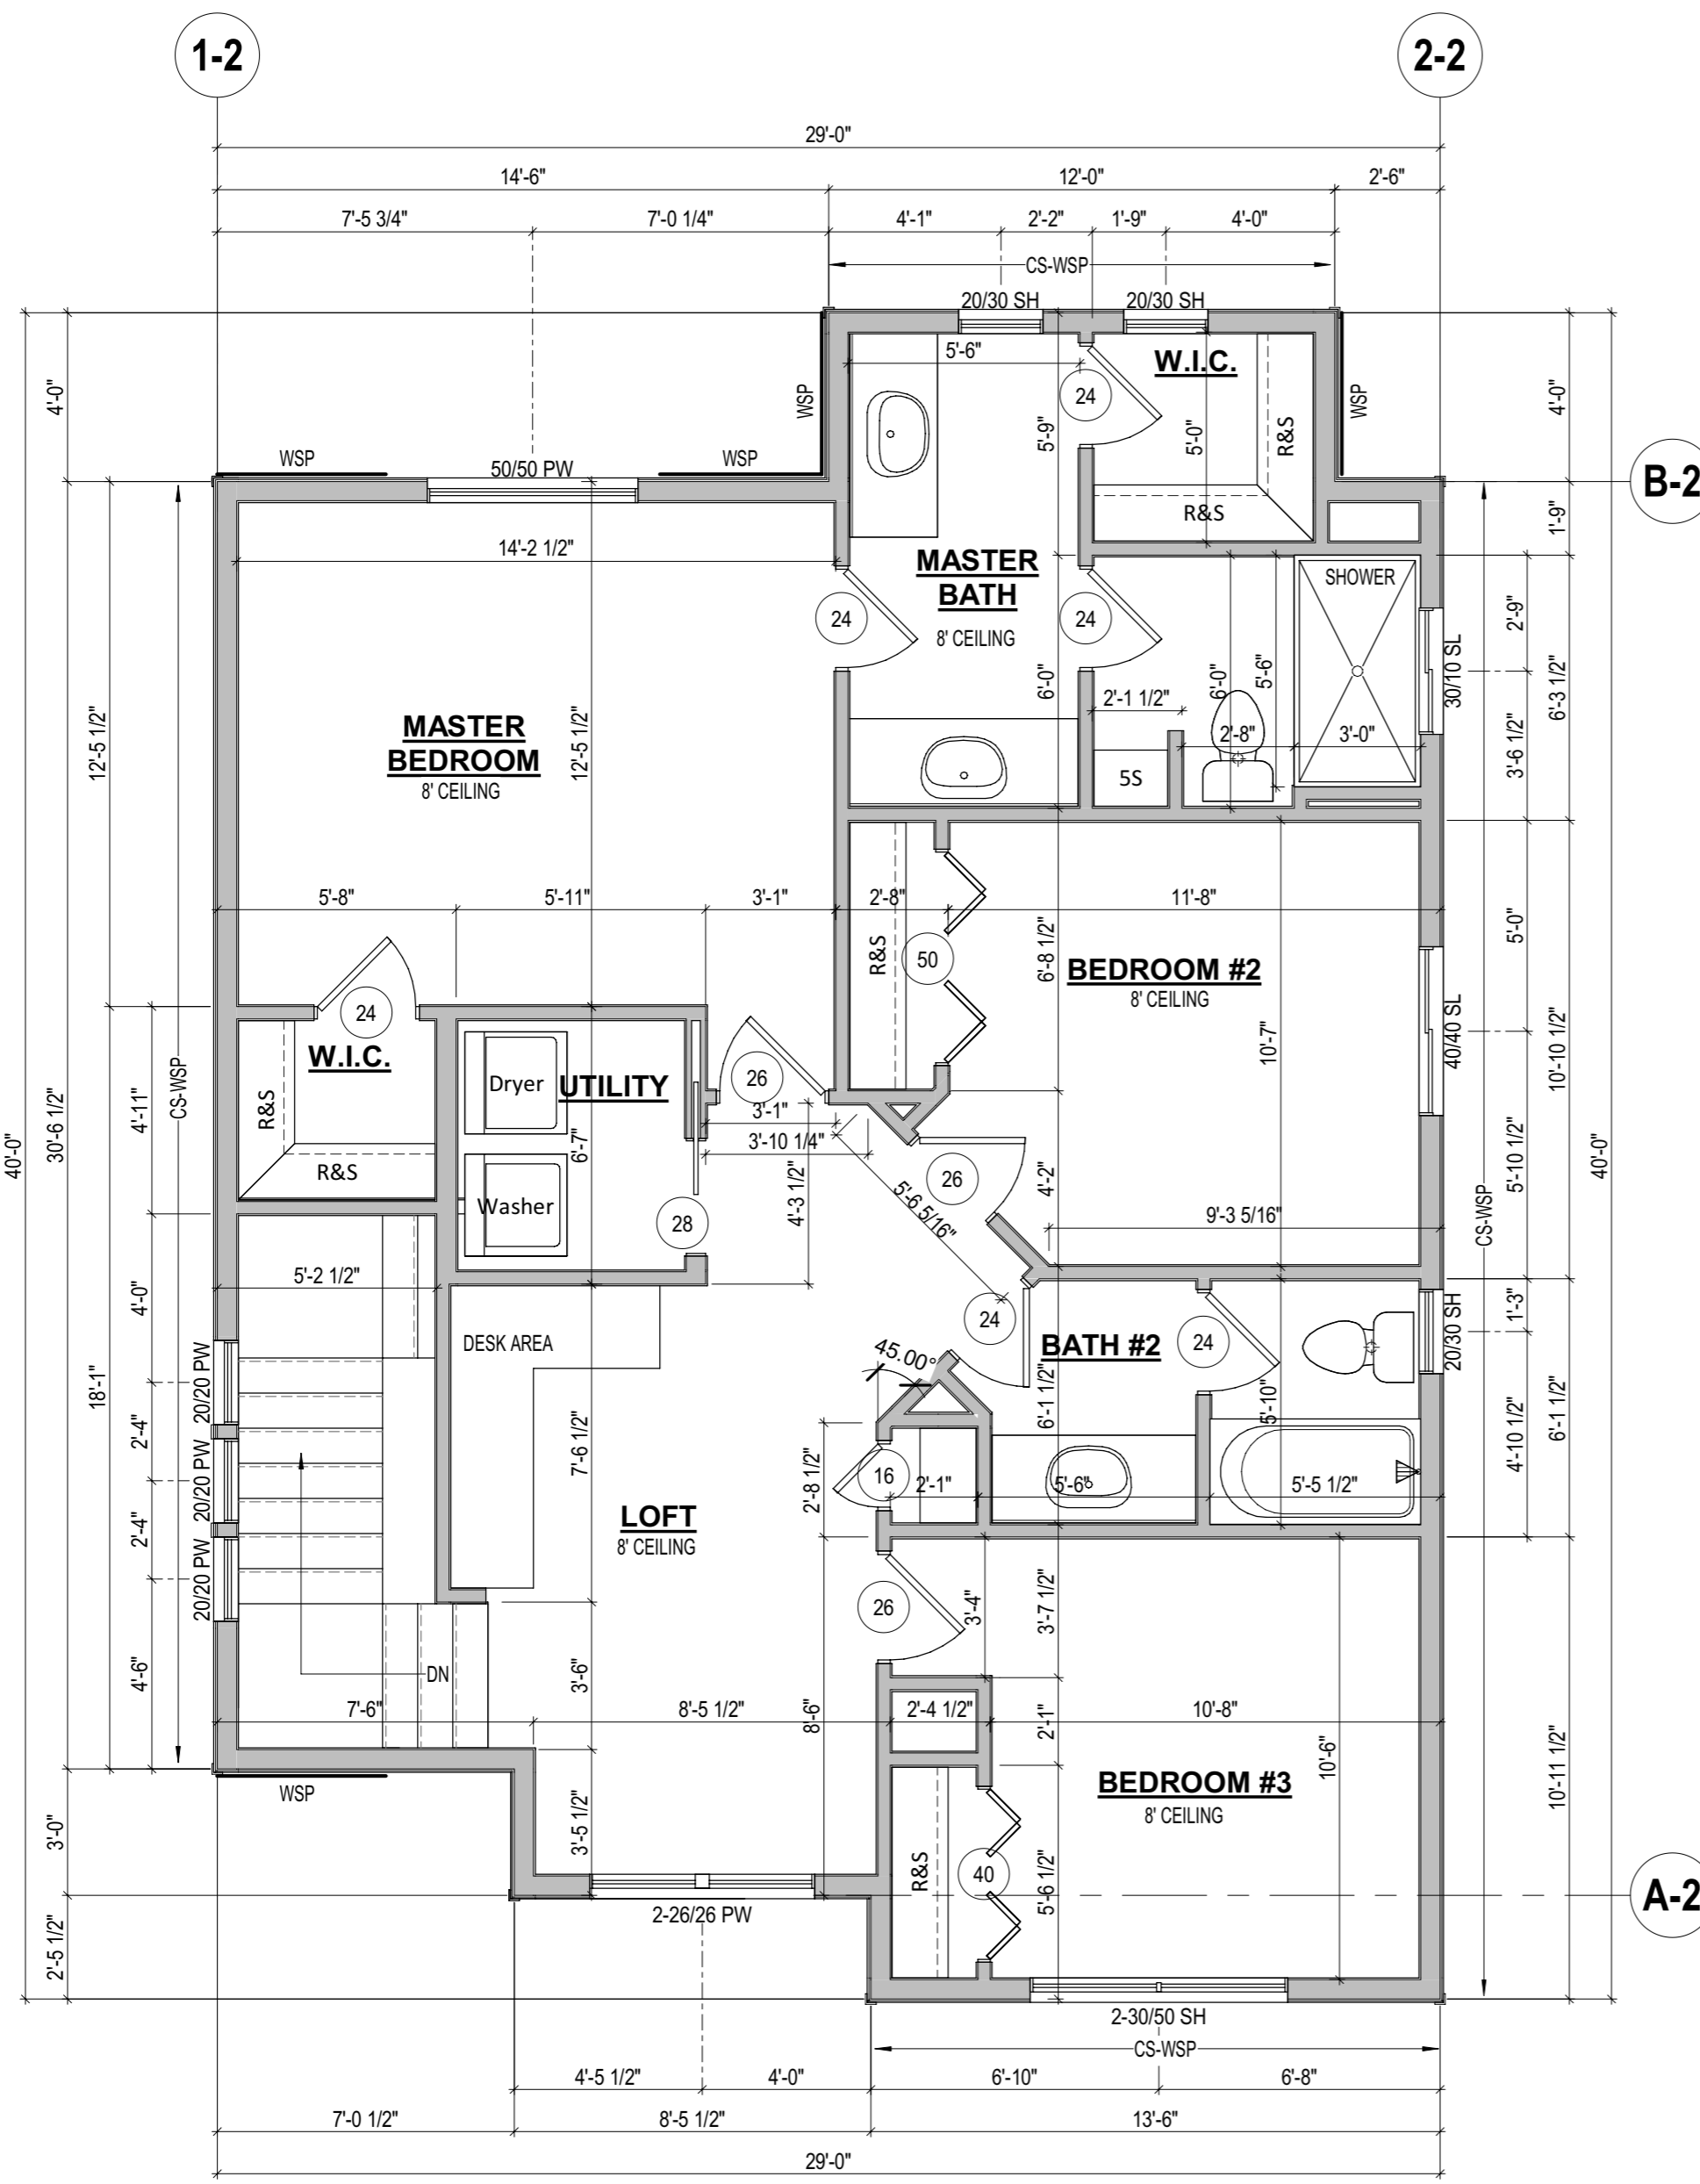 1-2
2-2
29'-0"
14'-6"
12'-0"
2'-6"
7'-5 3/4"
7'-0 1/4"
4'-1"
2'-2"
1'-9"
4'-0"
CS-WSP
20/30 SH
20/30 SH
5'-6"
W.I.C.
24
4'-0"
WSP
WSP
4'-0"
5'-9"
5'-0"
R&S
WSP
50/50 PW
WSP
B-2
R&S
1'-9"
14'-2 1/2"
MASTER
BATH
8' CEILING
SHOWER
24
24
2'-9"
30/10 SL
6'-3 1/2"
6'-0"
6'-0"
5'-6"
2'-1 1/2"
2'-8"
3'-0"
3'-6 1/2"
MASTER
BEDROOM
8' CEILING
12'-5 1/2"
12'-5 1/2"
5S
5'-8"
5'-11"
3'-1"
2'-8"
11'-8"
5'-0"
R&S
50
6'-8 1/2"
BEDROOM #2
8' CEILING
24
W.I.C.
10'-7"
40/40 SL
10'-10 1/2"
40'-0"
30'-6 1/2"
CS-WSP
4'-11"
R&S
Dryer
UTILITY
26
3'-1"
3'-10 1/4"
6'-7"
40'-0"
R&S
Washer
28
4'-3 1/2"
5'-6 5/16"
26
4'-2"
9'-3 5/16"
5'-10 1/2"
CS-WSP
5'-2 1/2"
4'-0"
DESK AREA
24
45.00°
BATH #2
24
1'-3"
20/30 SH
20/20 PW
18'-1"
2'-4"
20/20 PW
7'-6 1/2"
2'-8 1/2"
6'-1 1/2"
5'-10"
4'-10 1/2"
6'-1 1/2"
16
2'-1"
5'-6"
5'-5 1/2"
2'-4"
20/20 PW
LOFT
8' CEILING
26
3'-4"
3'-7 1/2"
4'-6"
DN
3'-6"
7'-6"
8'-5 1/2"
8'-6"
2'-4 1/2"
2'-1"
10'-8"
10'-6"
WSP
BEDROOM #3
8' CEILING
10'-11 1/2"
3'-0"
3'-5 1/2"
R&S
40
5'-6 1/2"
A-2
2'-5 1/2"
2-26/26 PW
2-30/50 SH
CS-WSP
4'-5 1/2"
4'-0"
6'-10"
6'-8"
7'-0 1/2"
8'-5 1/2"
13'-6"
29'-0"